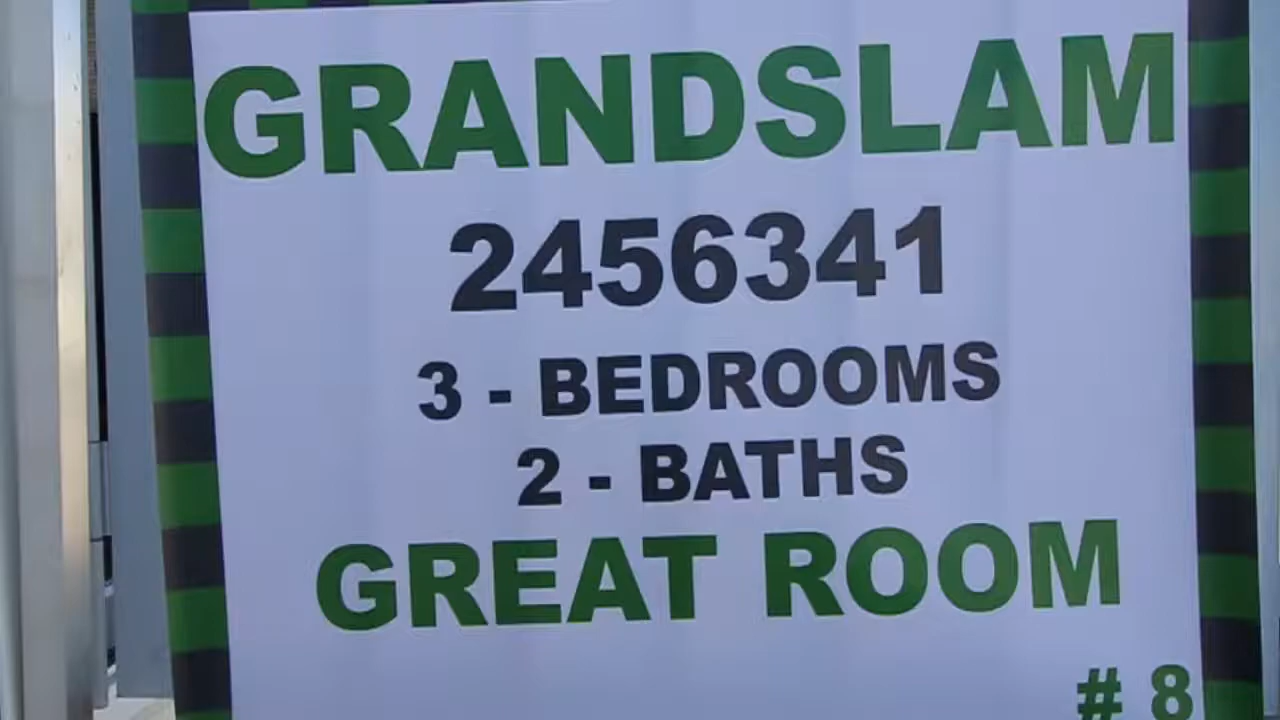 GRANDSLAM
2456341
3 - BEDROOMS
2 - BATHS
GREAT ROOM
# 8